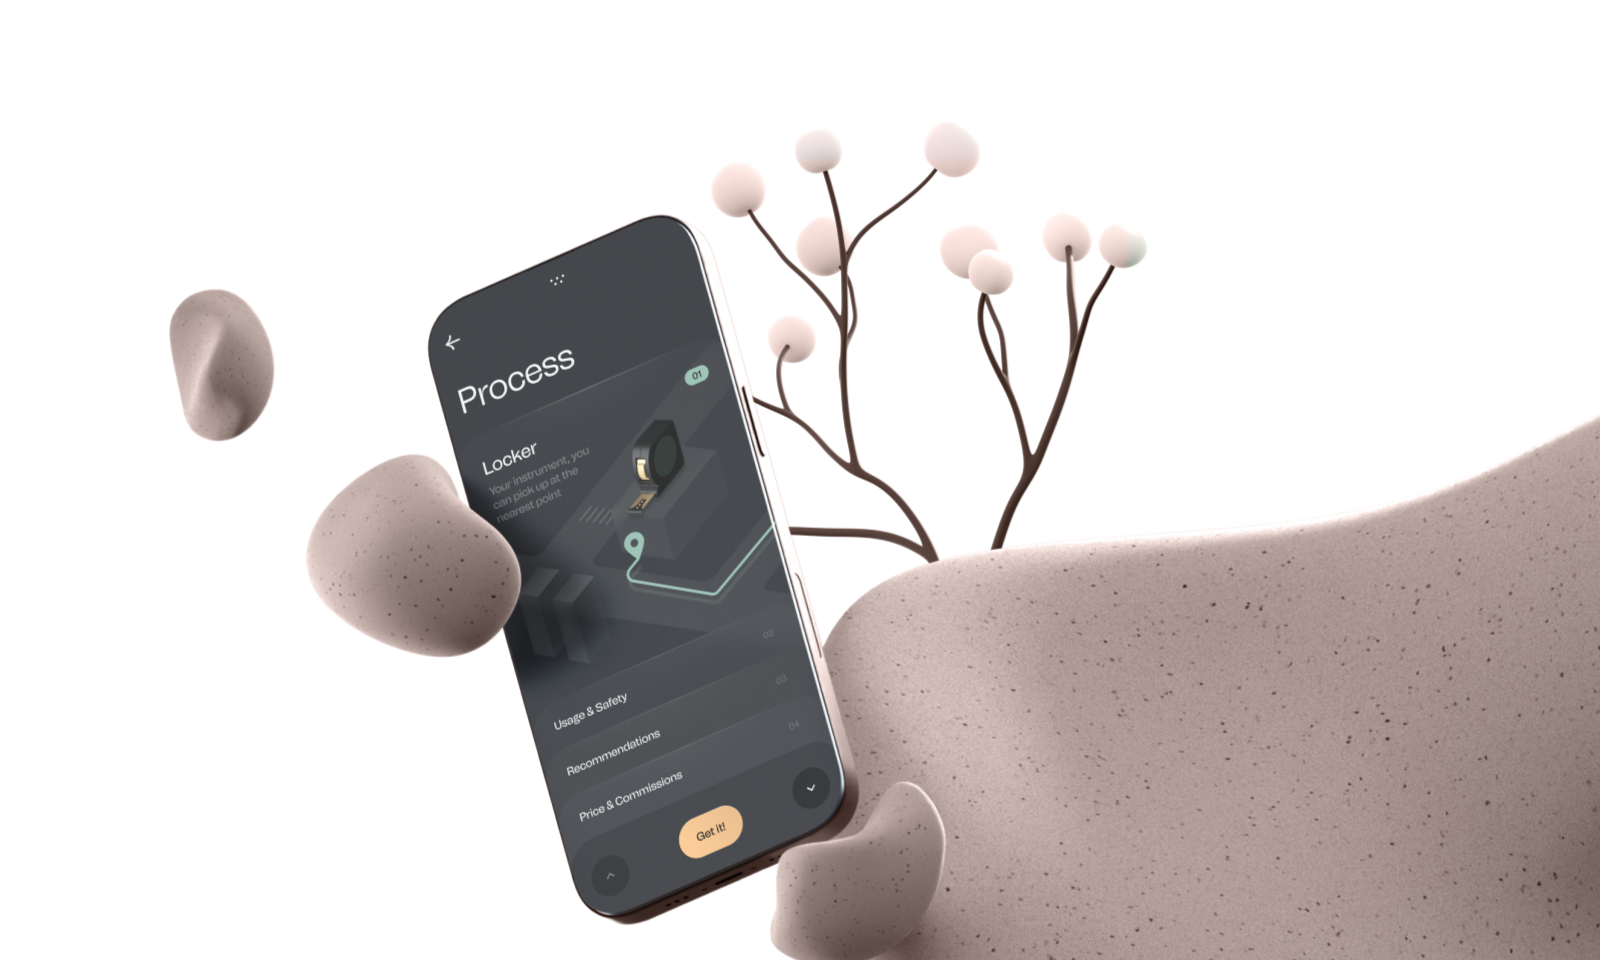 Process
01
Locker
Your instrument, you
can pick up at the
nearest point
02
Usage & Safety
03
Recommendations
04
Price & Commissions
Get it!